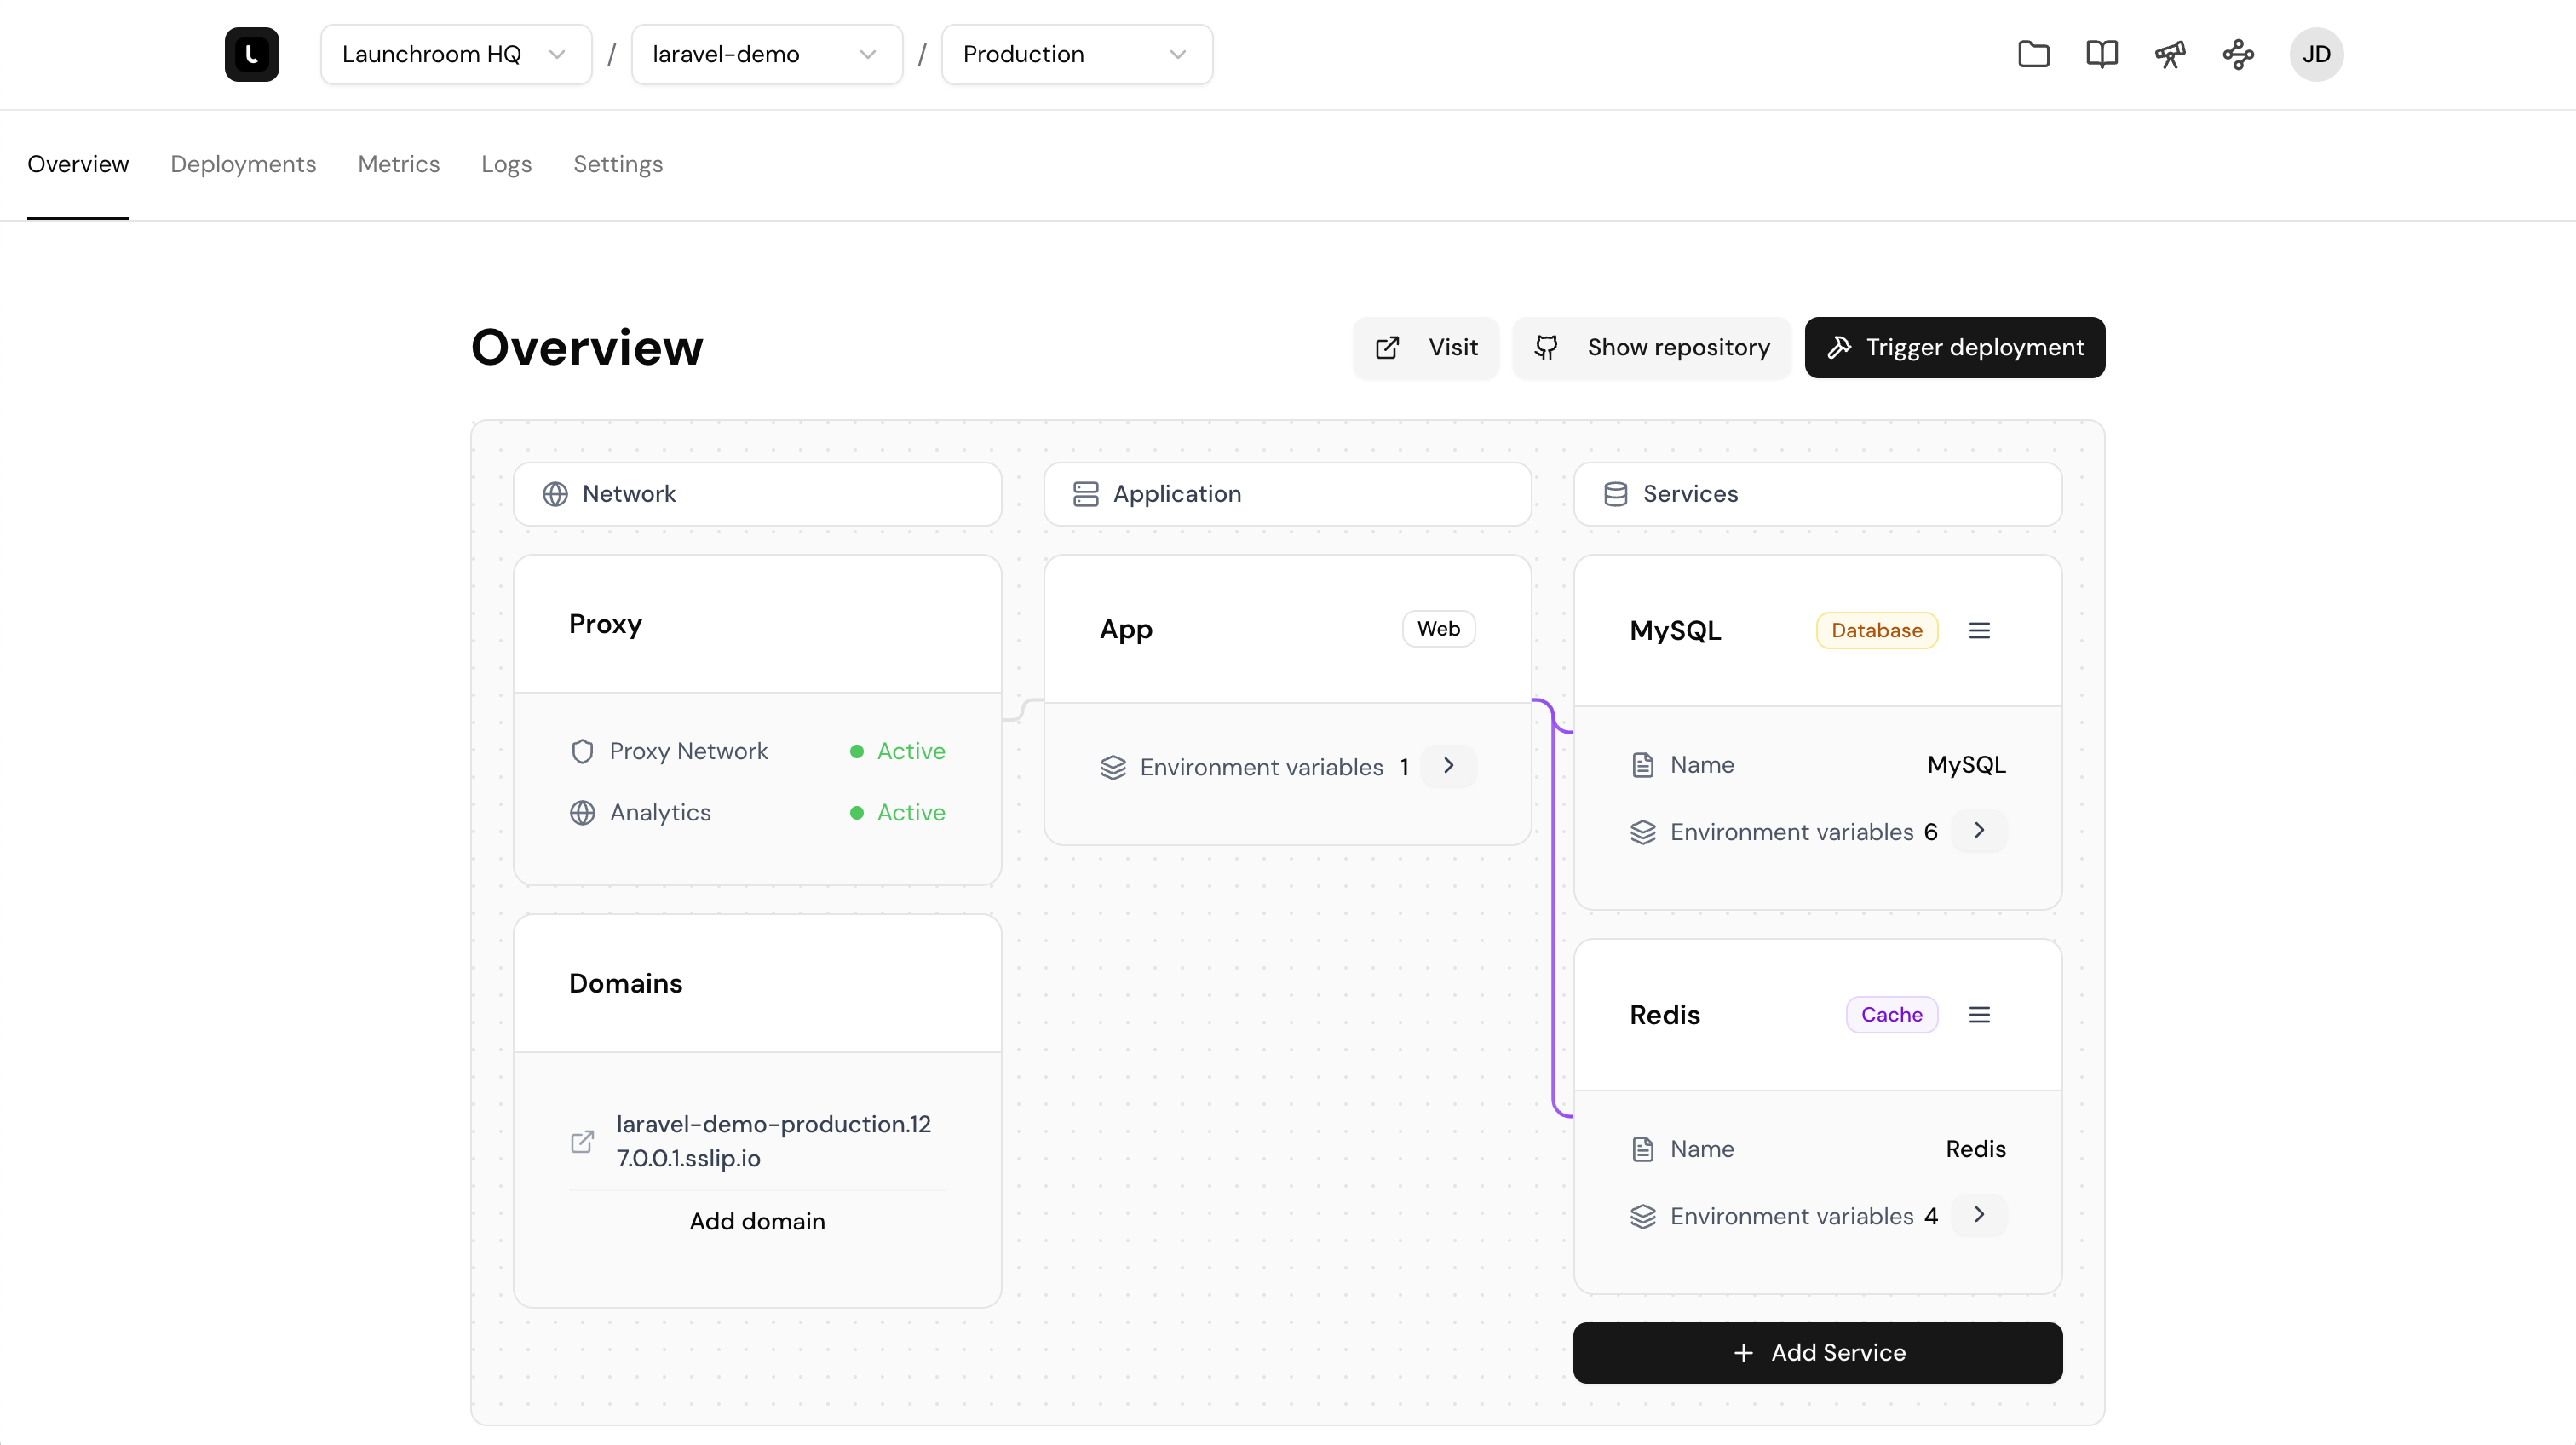 Launchroom HQ / laravel-demo / Production
JD
Overview
Deployments
Metrics
Logs
Settings
Overview
Visit
Show repository
Trigger deployment
Network
Proxy
Proxy Network
Active
Analytics
Active
Domains
laravel-demo-production.12
7.0.0.1.sslip.io
Add domain
Application
App
Web
Environment variables 1
Services
MySQL
Database
Name
MySQL
Environment variables 6
Redis
Cache
Name
Redis
Environment variables 4
Add Service